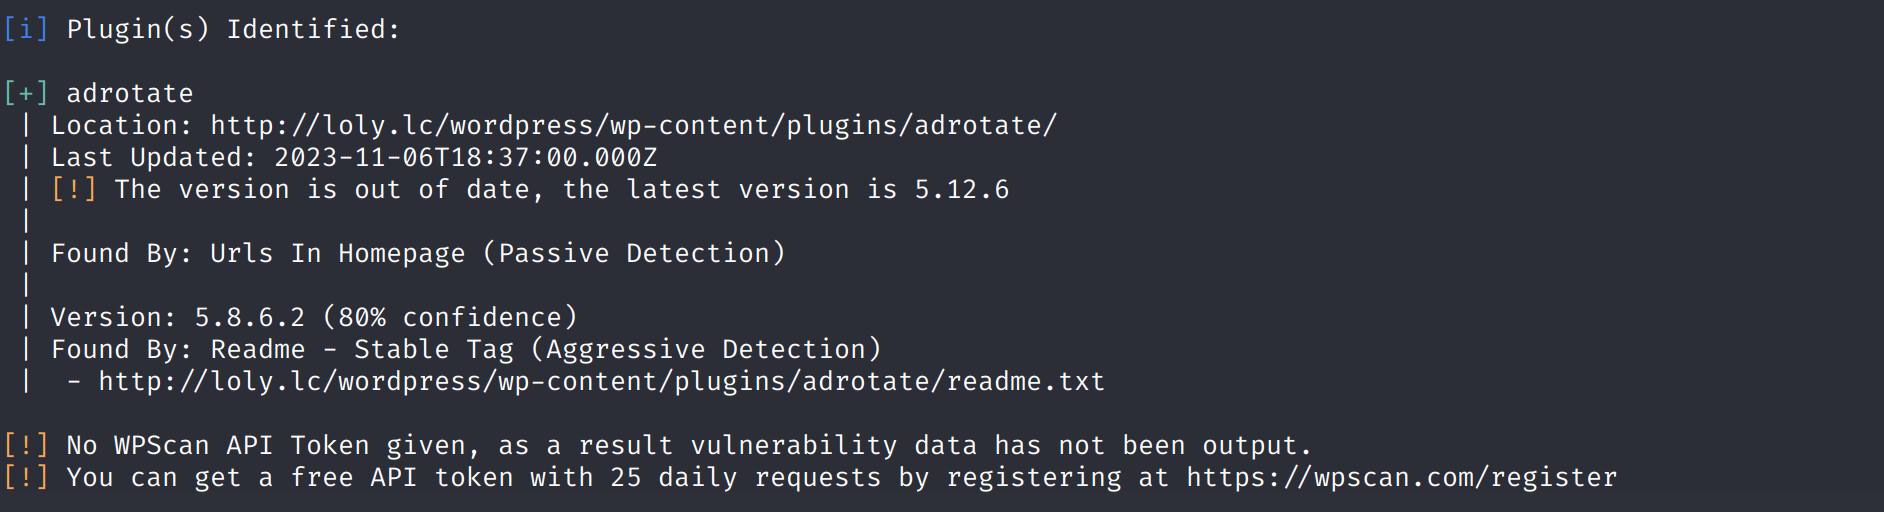 [i] Plugin(s) Identified:

[+] adrotate
 | Location: http://loly.lc/wordpress/wp-content/plugins/adrotate/
 | Last Updated: 2023-11-06T18:37:00.000Z
 | [!] The version is out of date, the latest version is 5.12.6
 |
 | Found By: Urls In Homepage (Passive Detection)
 |
 | Version: 5.8.6.2 (80% confidence)
 | Found By: Readme - Stable Tag (Aggressive Detection)
 |  - http://loly.lc/wordpress/wp-content/plugins/adrotate/readme.txt

[!] No WPScan API Token given, as a result vulnerability data has not been output.
[!] You can get a free API token with 25 daily requests by registering at https://wpscan.com/register